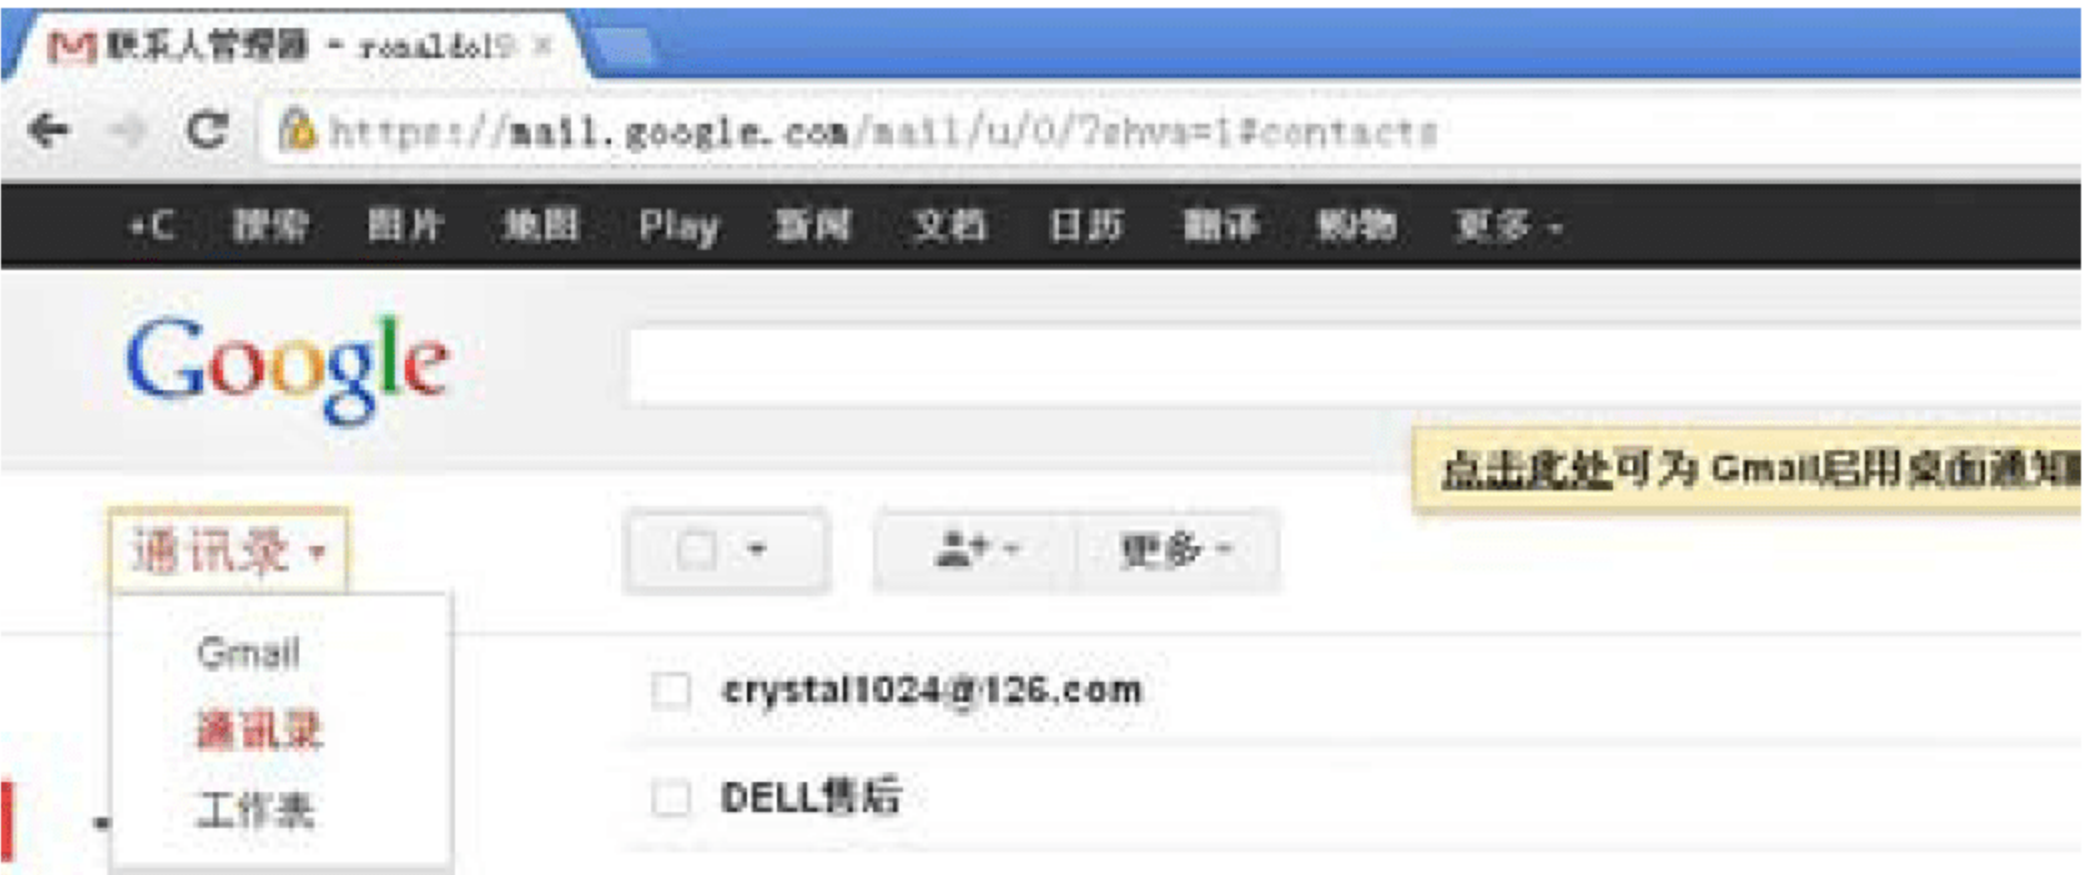 联系人管理器 - ronaldo19
https://mail.google.com/mail/u/0/?shva=1#contacts
+C 搜索 图片 地图 Play 新闻 文档 日历 翻译 购物 更多
Google
点击此处可为 Gmail启用桌面通知
通讯录
更多
Gmail
通讯录
工作表
crystal1024@126.com
DELL售后